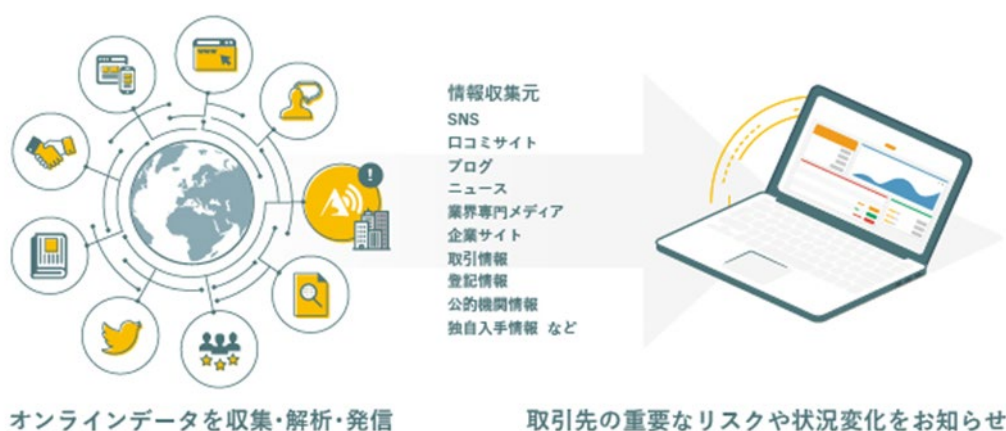 www
情報収集元
SNS
口コミサイト
ブログ
ニュース
業界専門メディア
企業サイト
取引情報
登記情報
公的機関情報
独自入手情報 など
オンラインデータを収集・解析・発信
取引先の重要なリスクや状況変化をお知らせ